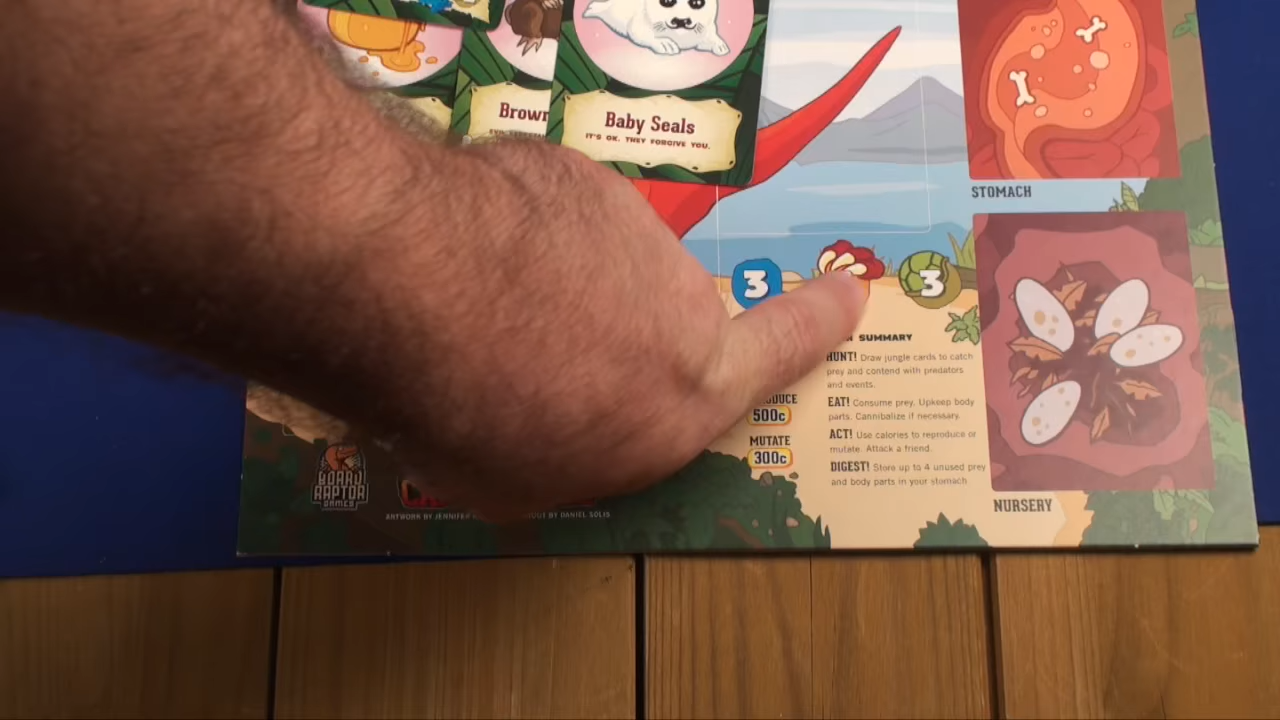 Brown
Baby Seals
IT'S OK. THEY FORGIVE YOU.
STOMACH
3
3
SUMMARY
HUNT! Draw jungle cards to catch
prey and contend with predators
and events.
EAT! Consume prey. Upkeep body
parts. Cannibalize if necessary.
500c
ACT! Use calories to reproduce or
mutate. Attack a friend.
MUTATE
300c
DIGEST! Store up to 4 unused prey
and body parts in your stomach
NURSERY
BOARD
RAPTOR
GAMES
ARTWORK BY JENNIFER
BY DANIEL SOLIS